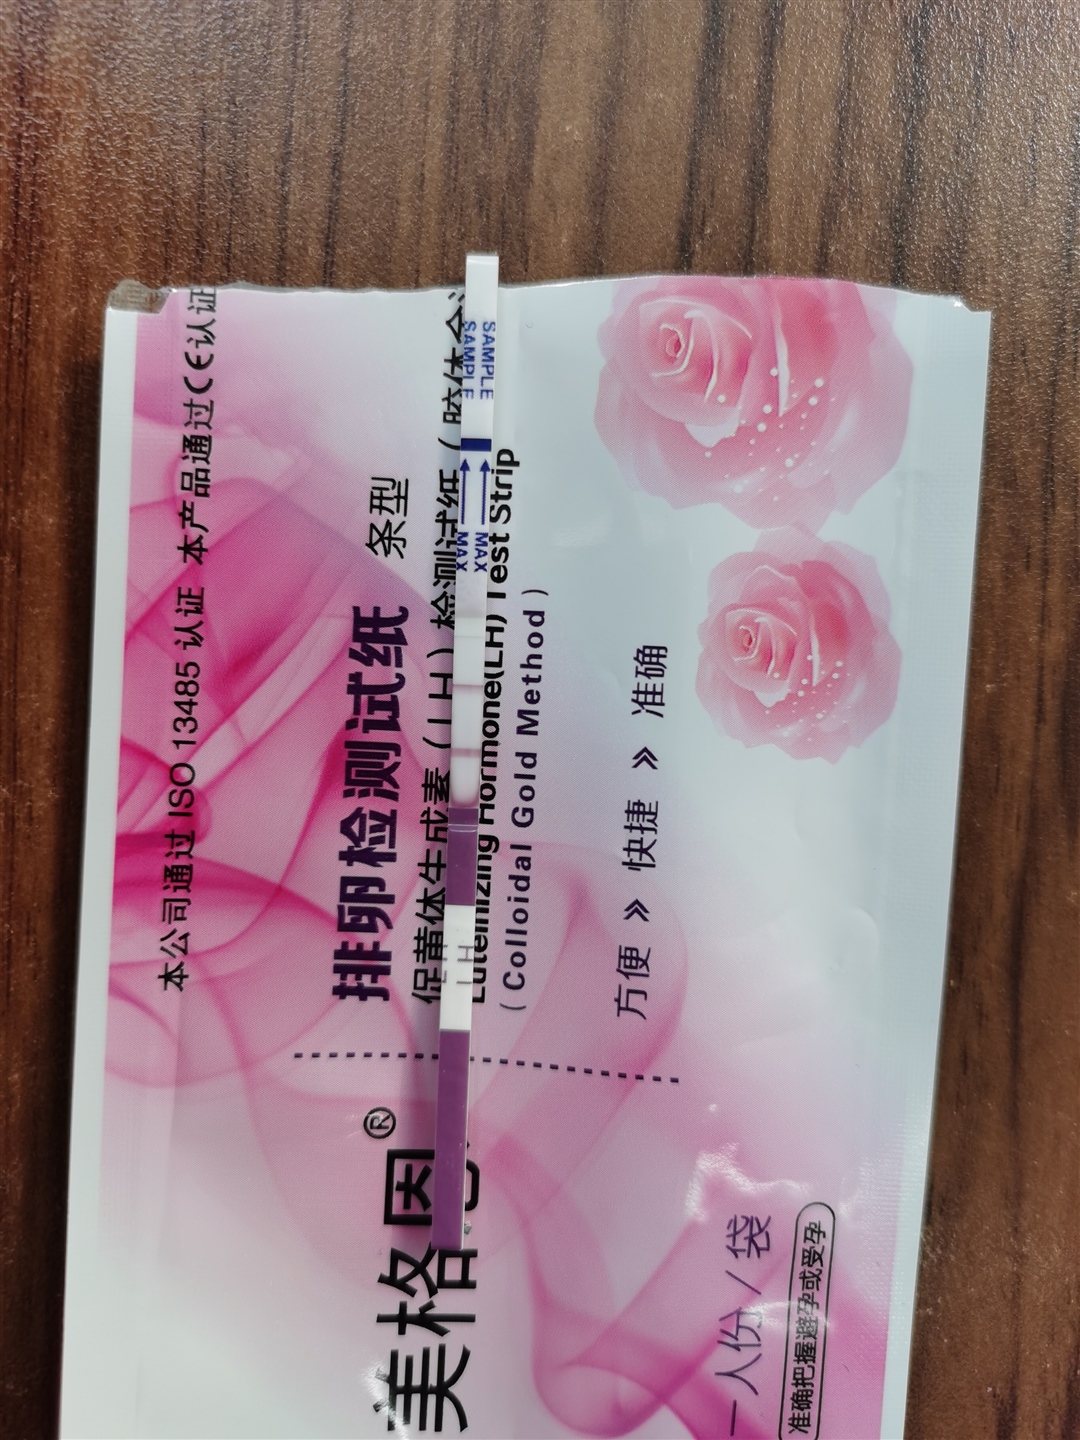 本公司通过 ISO 13485 认证 本产品通过CE认证
美格因®
排卵检测试纸 条型
促黄体生成素(LH)检测试纸(胶体金法
Luteinizing Hormone(LH) Test Strip
(Colloidal Gold Method)
方便 》 快捷 》 准确
一人份/袋
准确把握避孕或受孕
SAMPLE MAX
SAMPLE MAX
LH